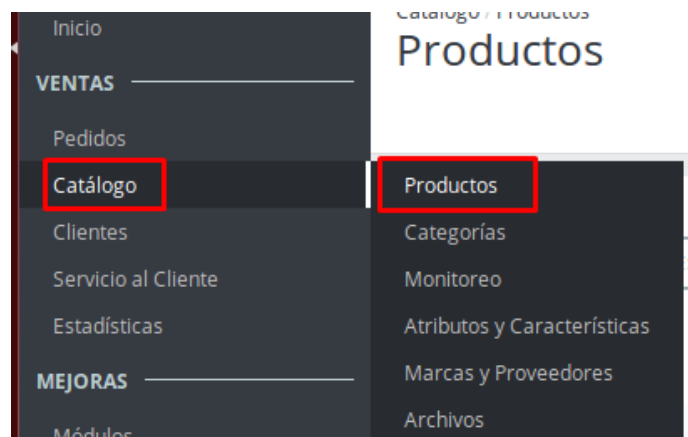 Inicio
VENTAS
Pedidos
Catálogo
Clientes
Servicio al Cliente
Estadísticas
MEJORAS
Módulos
Catálogo / Productos
Productos
Productos
Categorías
Monitoreo
Atributos y Características
Marcas y Proveedores
Archivos